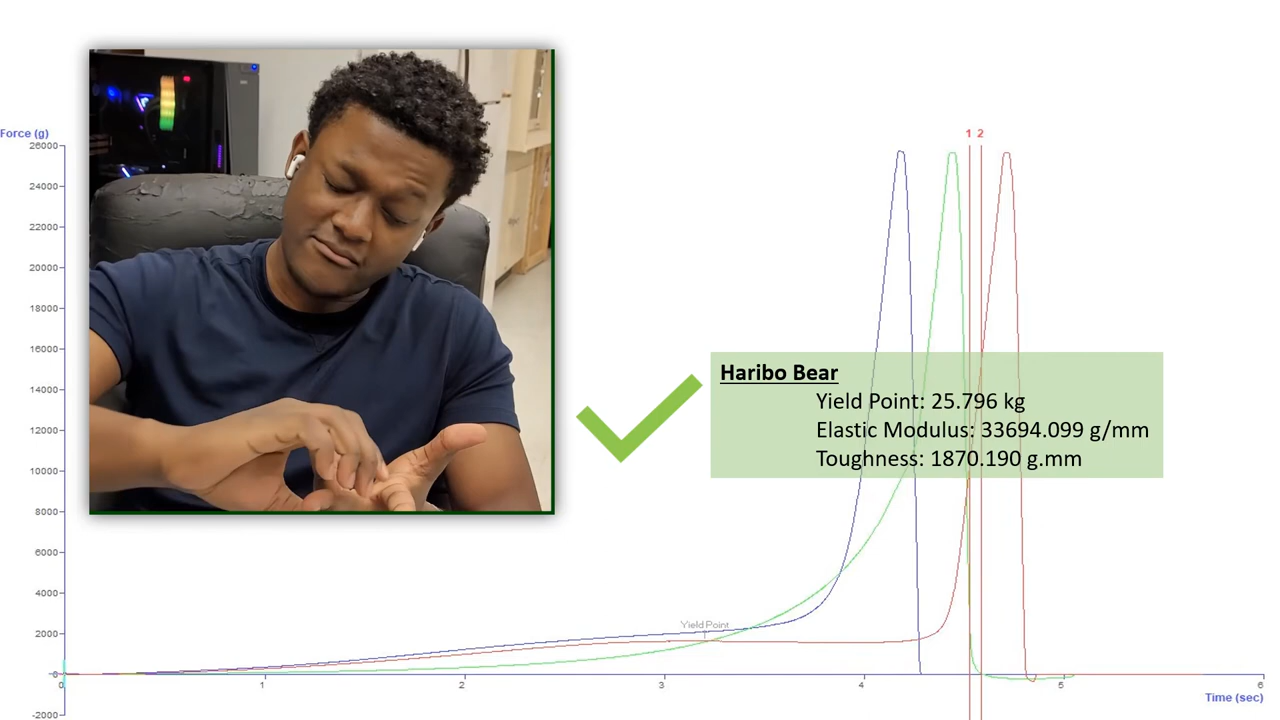 Force (g)
26000
24000
22000
20000
18000
16000
14000
12000
10000
8000
6000
4000
2000
0
-2000
1 2
Haribo Bear
Yield Point: 25.796 kg
Elastic Modulus: 33694.099 g/mm
Toughness: 1870.190 g.mm
Yield Point
0 1 2 3 4 5 6
Time (sec)